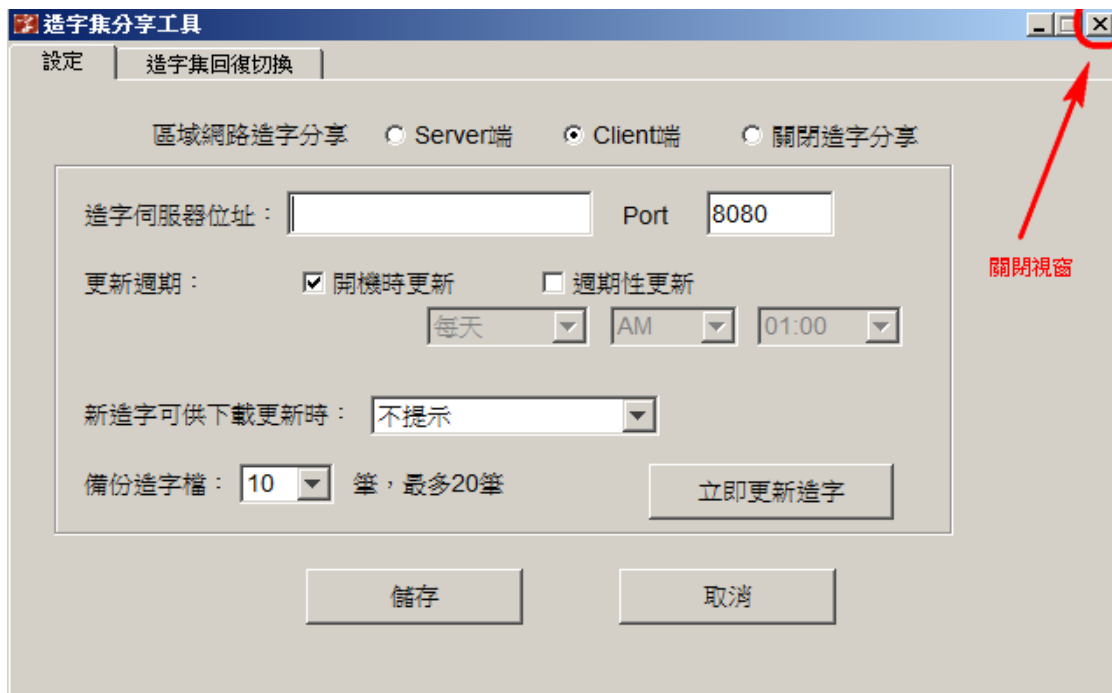 造字集分享工具
設定 造字集回復切換
區域網路造字分享 Server端 Client端 關閉造字分享
造字伺服器位址： Port 8080
關閉視窗
更新週期： 開機時更新 週期性更新
每天 AM 01:00
新造字可供下載更新時： 不提示
備份造字檔： 10 筆，最多20筆 立即更新造字
儲存 取消